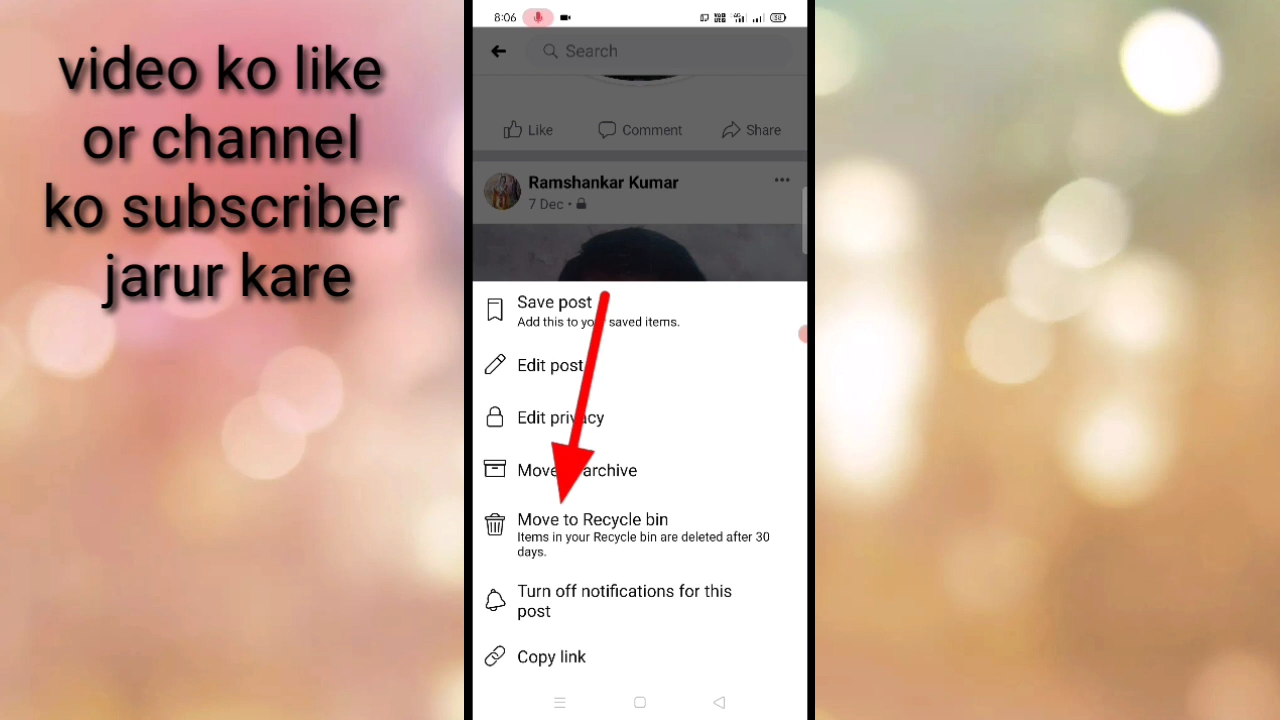 video ko like
or channel
ko subscriber
jarur kare
8:06
Search
Like Comment Share
Ramshankar Kumar
7 Dec
Save post
Add this to your saved items.
Edit post
Edit privacy
Move archive
Move to Recycle bin
Items in your Recycle bin are deleted after 30
days.
Turn off notifications for this
post
Copy link